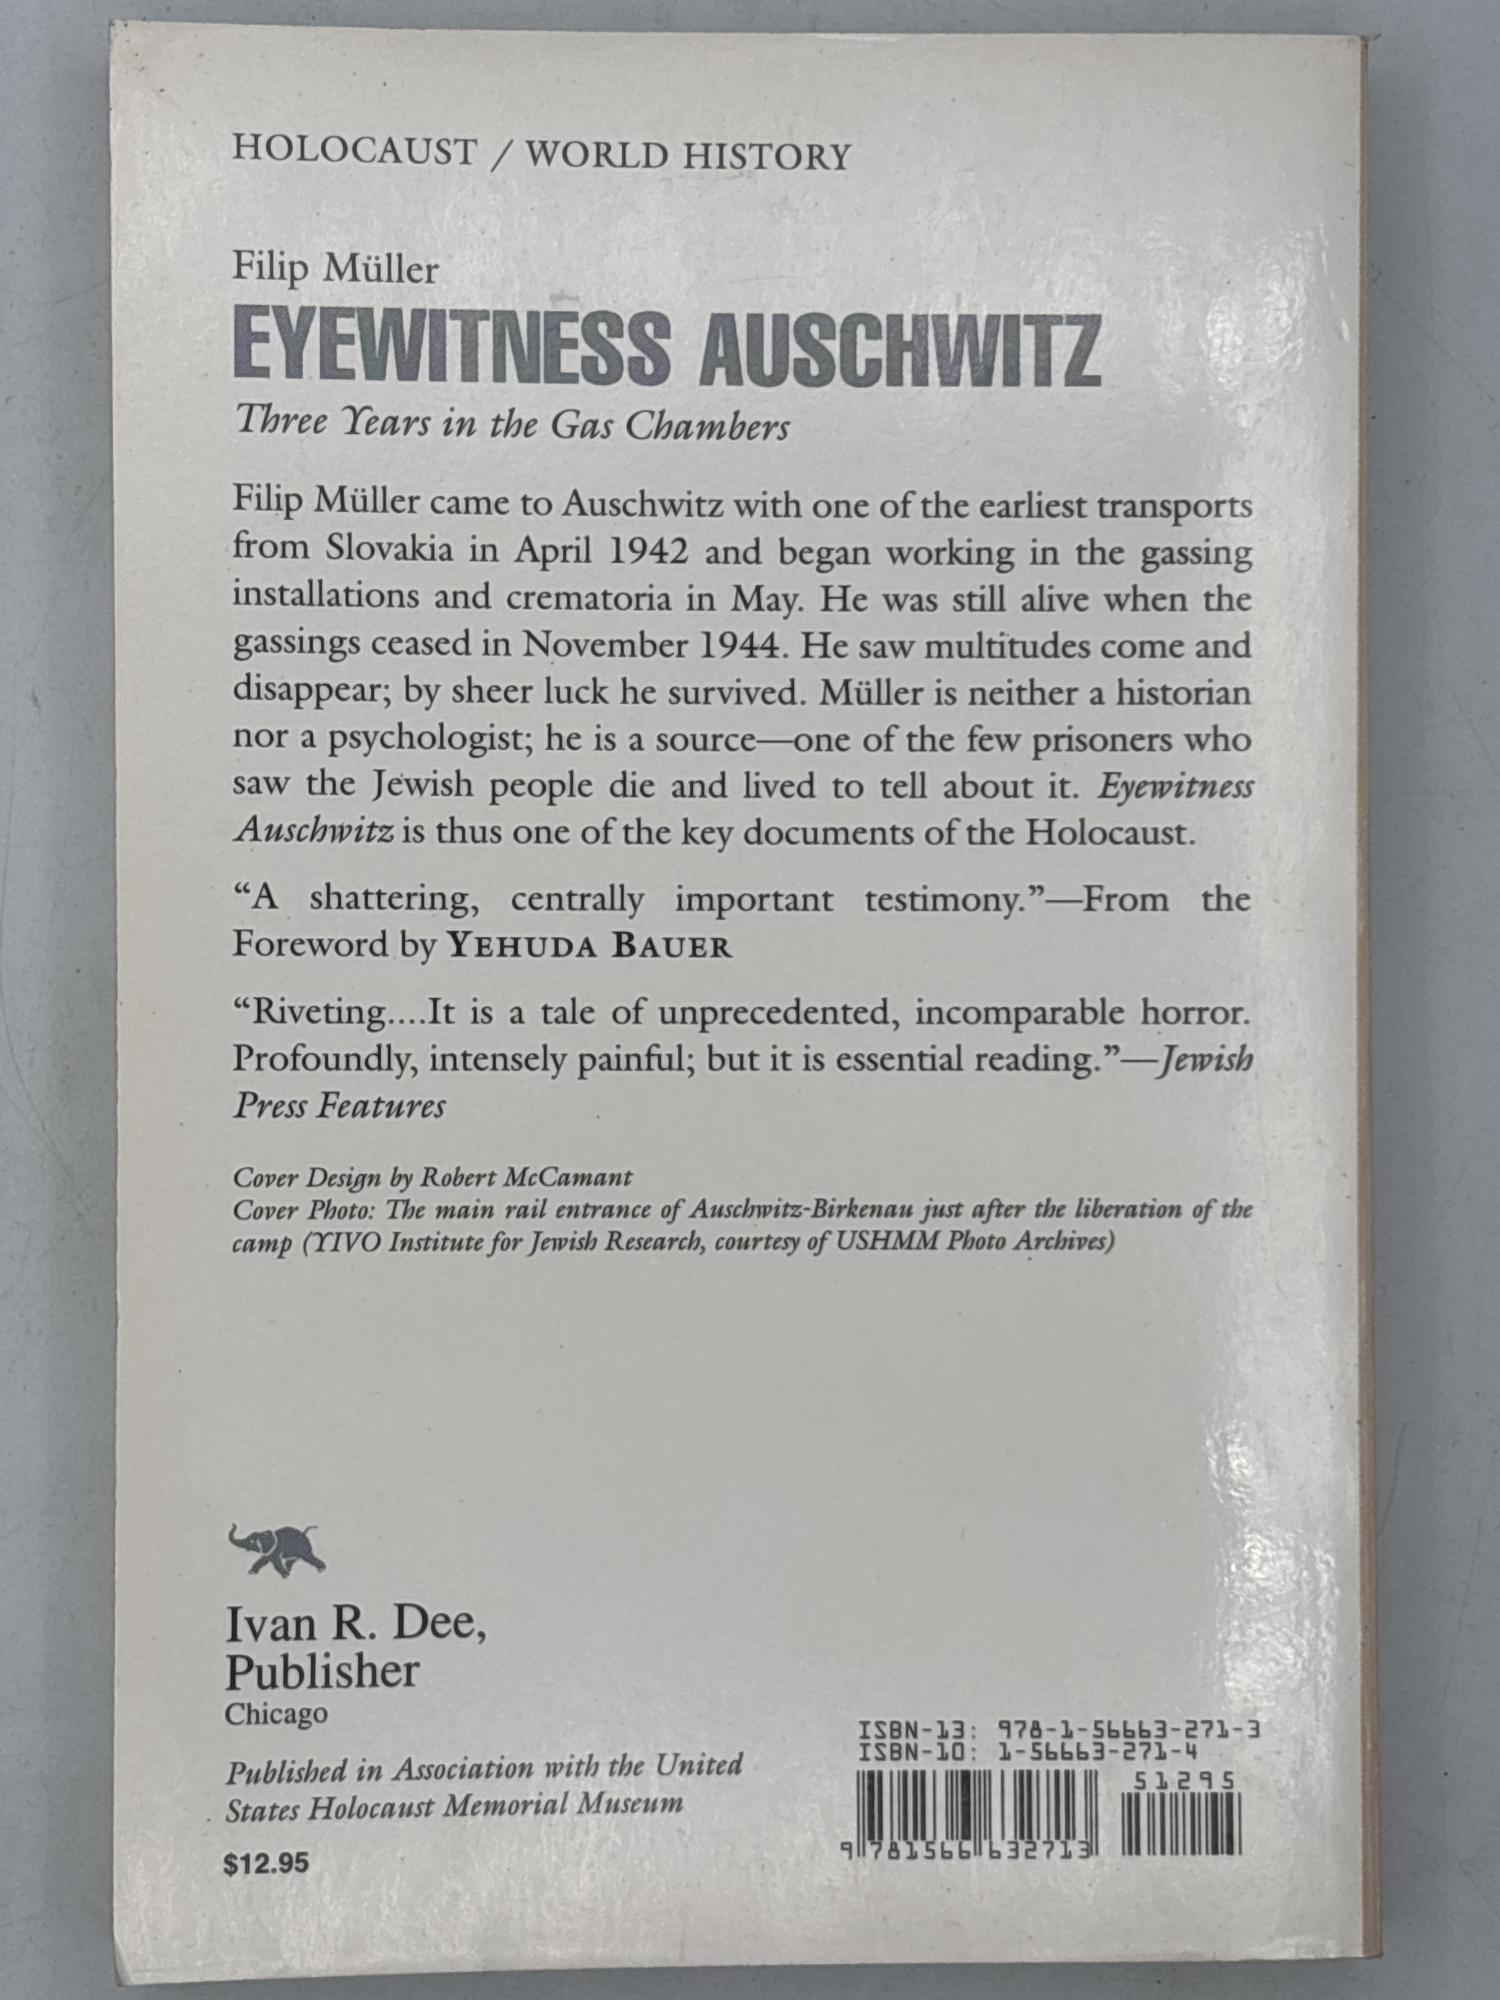 HOLOCAUST / WORLD HISTORY
Filip Müller
EYEWITNESS AUSCHWITZ
Three Years in the Gas Chambers
Filip Müller came to Auschwitz with one of the earliest transports
from Slovakia in April 1942 and began working in the gassing
installations and crematoria in May. He was still alive when the
gassings ceased in November 1944. He saw multitudes come and
disappear; by sheer luck he survived. Müller is neither a historian
nor a psychologist; he is a source—one of the few prisoners who
saw the Jewish people die and lived to tell about it. Eyewitness
Auschwitz is thus one of the key documents of the Holocaust.
“A shattering, centrally important testimony.”—From the
Foreword by YEHUDA BAUER
“Riveting....It is a tale of unprecedented, incomparable horror.
Profoundly, intensely painful; but it is essential reading.”—Jewish
Press Features
Cover Design by Robert McCamant
Cover Photo: The main rail entrance of Auschwitz-Birkenau just after the liberation of the
camp (YIVO Institute for Jewish Research, courtesy of USHMM Photo Archives)
Ivan R. Dee,
Publisher
Chicago
Published in Association with the United
States Holocaust Memorial Museum
$12.95
ISBN-13: 978-1-56663-271-3
ISBN-10: 1-56663-271-4
51295
9 781566 632713